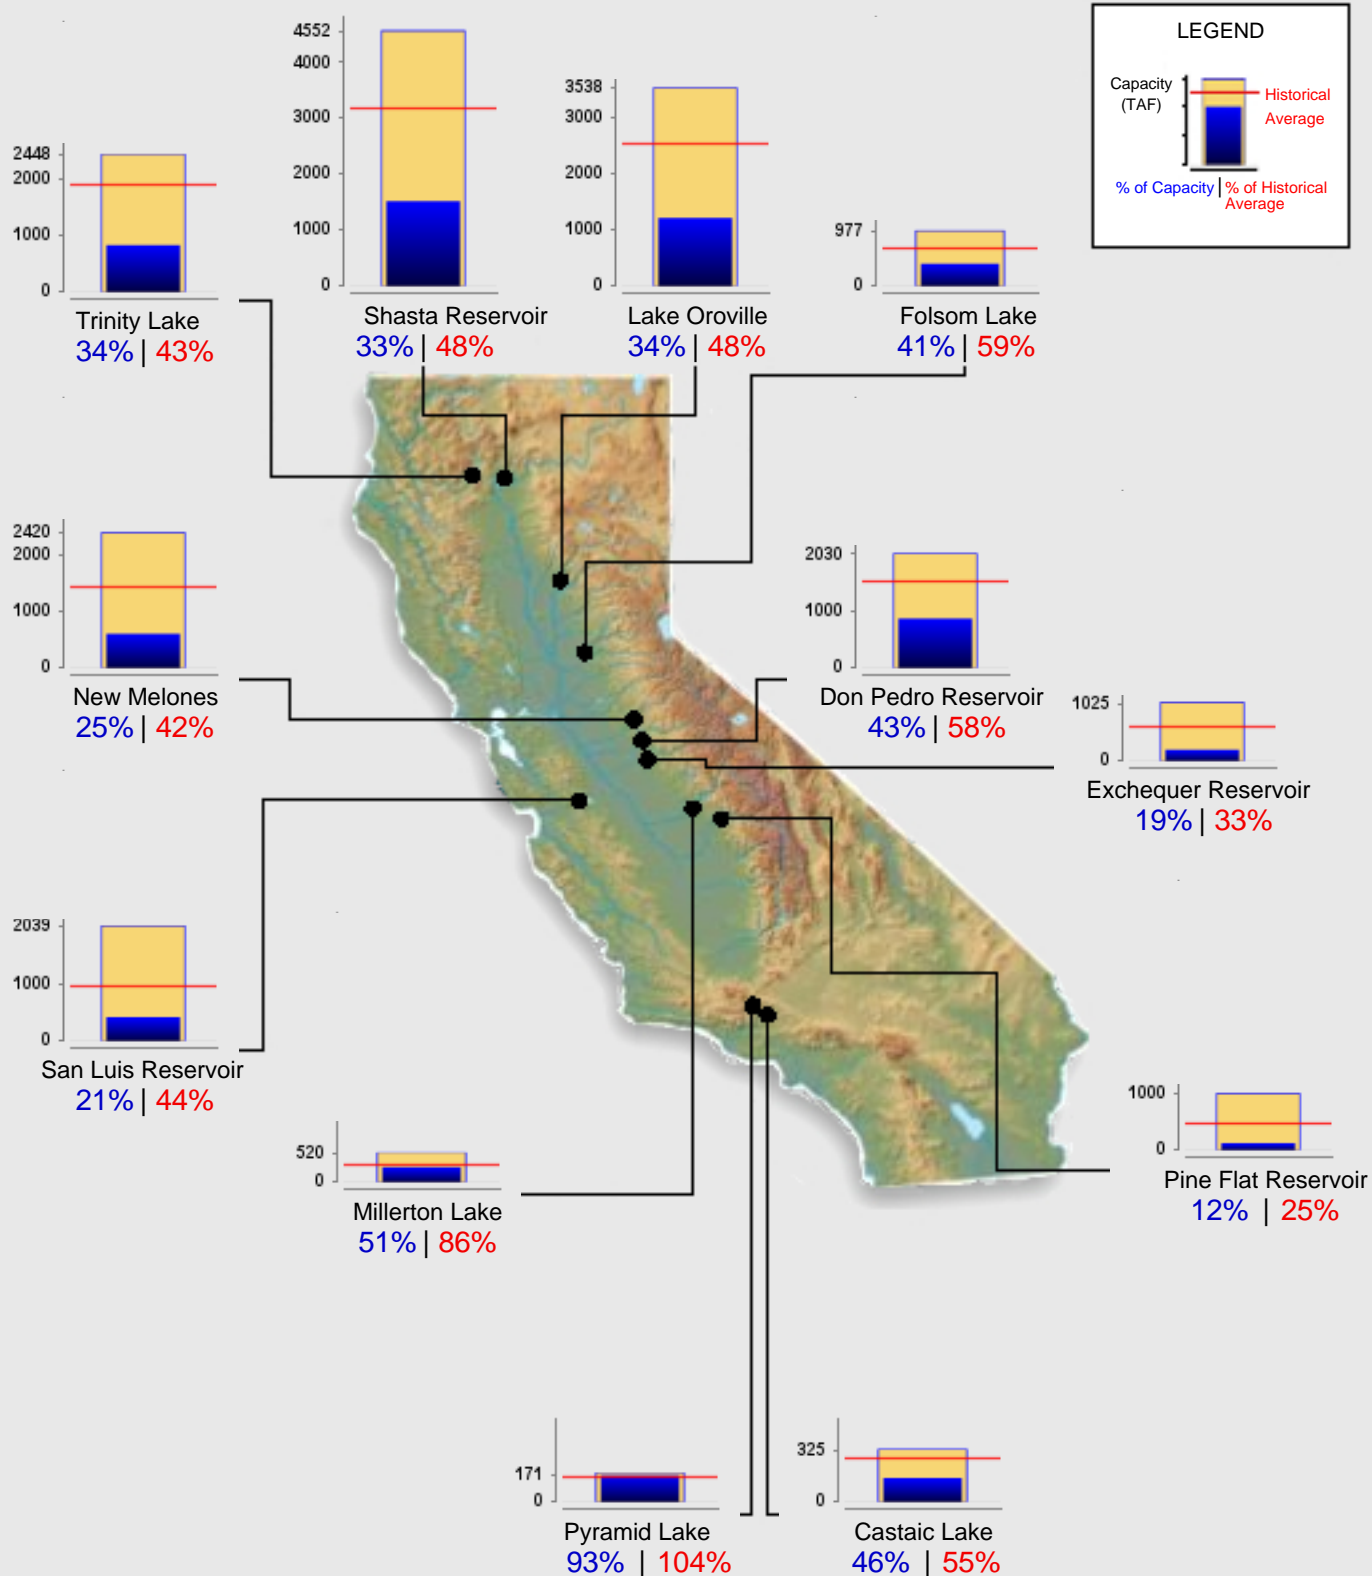 LEGEND
Capacity
(TAF)
Historical
Average
% of Capacity | % of Historical
Average
2448
2000
1000
0
Trinity Lake
34% | 43%
4552
4000
3000
2000
1000
0
Shasta Reservoir
33% | 48%
3538
3000
2000
1000
0
Lake Oroville
34% | 48%
977
0
Folsom Lake
41% | 59%
2420
2000
1000
0
New Melones
25% | 42%
2030
1000
0
Don Pedro Reservoir
43% | 58%
1025
0
Exchequer Reservoir
19% | 33%
2039
1000
0
San Luis Reservoir
21% | 44%
520
0
Millerton Lake
51% | 86%
1000
0
Pine Flat Reservoir
12% | 25%
171
0
Pyramid Lake
93% | 104%
325
0
Castaic Lake
46% | 55%